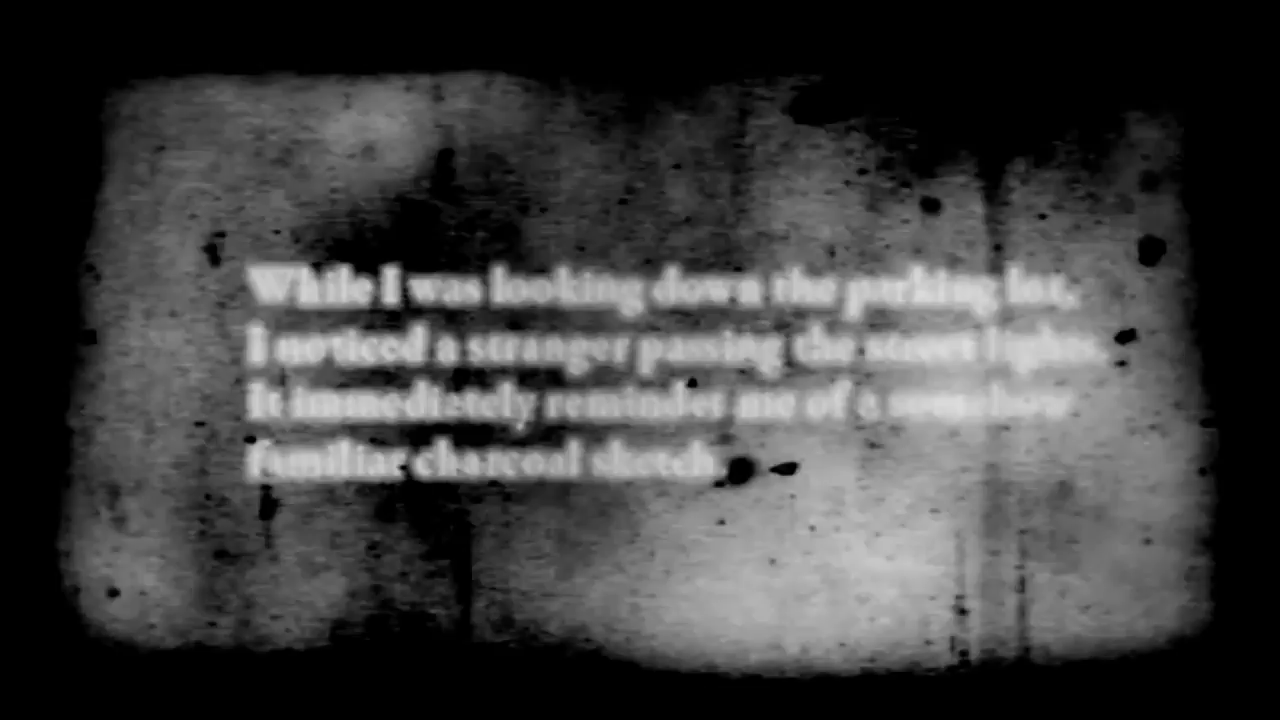 While I was looking down the parking lot,
I noticed a stranger passing the street lights.
It immediately reminded me of a somehow
familiar charcoal sketch.